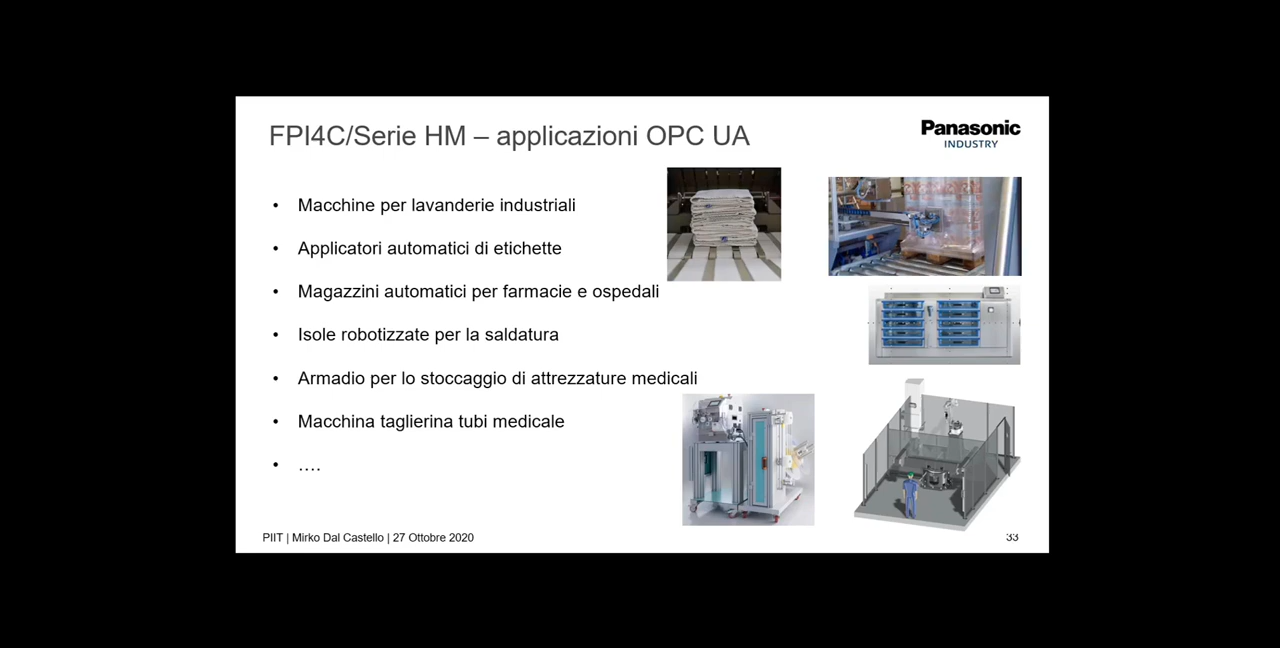 FPI4C/Serie HM – applicazioni OPC UA
Panasonic
INDUSTRY
• Macchine per lavanderie industriali
• Applicatori automatici di etichette
• Magazzini automatici per farmacie e ospedali
• Isole robotizzate per la saldatura
• Armadio per lo stoccaggio di attrezzature medicali
• Macchina taglierina tubi medicale
• ….
PIIT | Mirko Dal Castello | 27 Ottobre 2020
33